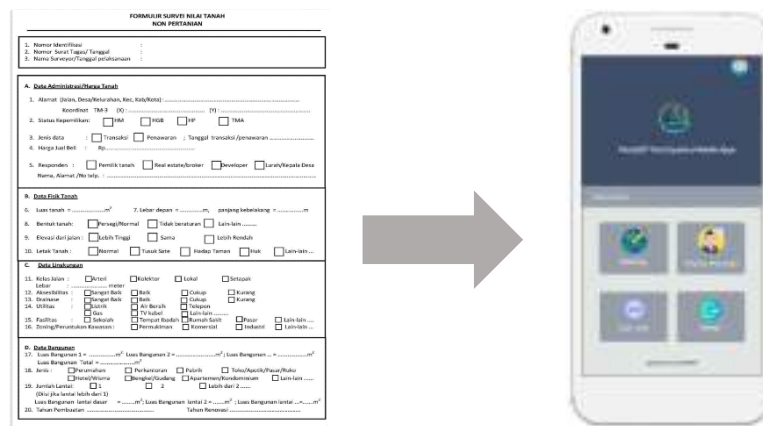 FORMULIR SURVEI NILAI TANAH
NON PERTANIAN
1. Nomor Identifikasi :
2. Nomor Surat Tugas/ Tanggal :
3. Nama Surveyor/Tanggal pelaksanaan :
A. Data Administrasi/Harga Tanah
1. Alamat (Jalan, Desa/Kelurahan, Kec, Kab/Kota) : ........................
Koordinat TM-3 (X) : ........................ (Y) : ........................
2. Status Kepemilikan: HM HGB HP TMA
3. Jenis data : Transaksi Penawaran ; Tanggal transaksi/penawaran ................
4. Harga Jual Beli : Rp........................
5. Responden : Pemilik tanah Real estate/broker Developer Lurah/Kepala Desa
Nama, Alamat /No telp. : ........................
B. Data Fisik Tanah
6. Luas tanah = ................m² 7. Lebar depan = ................m, panjang kebelakang = ................m
8. Bentuk tanah: Persegi/Normal Tidak beraturan Lain-lain ................
9. Elevasi dari jalan : Lebih Tinggi Sama Lebih Rendah
10. Letak Tanah : Normal Tusuk Sate Hadap Taman Huk Lain-lain ...
C. Data Lingkungan
11. Kelas Jalan : Arteri Kolektor Lokal Setapak
Lebar : ................ meter
12. Aksesibilitas : Sangat Baik Baik Cukup Kurang
13. Drainase : Sangat Baik Baik Cukup Kurang
14. Utilitas : Listrik Air Bersih Telepon
Gas TV kabel Lain-lain ........
15. Fasilitas : Sekolah Tempat Ibadah Rumah Sakit Pasar Lain-lain ...
16. Zoning/Peruntukan Kawasan : Permukiman Komersial Industri Lain-lain ...
D. Data Bangunan
17. Luas Bangunan 1 = ................m² Luas Bangunan 2 = ................m² ; Luas Bangunan ... = ................m²
Luas Bangunan Total = ................m²
18. Jenis : Perumahan Perkantoran Pabrik Toko/Apotik/Pasar/Ruko
Hotel/Wisma Bengkel/Gudang Apartemen/Kondominium Lain-lain ......
19. Jumlah Lantai: 1 2 Lebih dari 2 ......
(Diisi jika lantai lebih dari 1)
Luas Bangunan lantai dasar = ........m²; Luas Bangunan lantai 2 = ......m² ; Luas Bangunan lantai ...=.......m²
20. Tahun Pembuatan ........................ Tahun Renovasi ........................